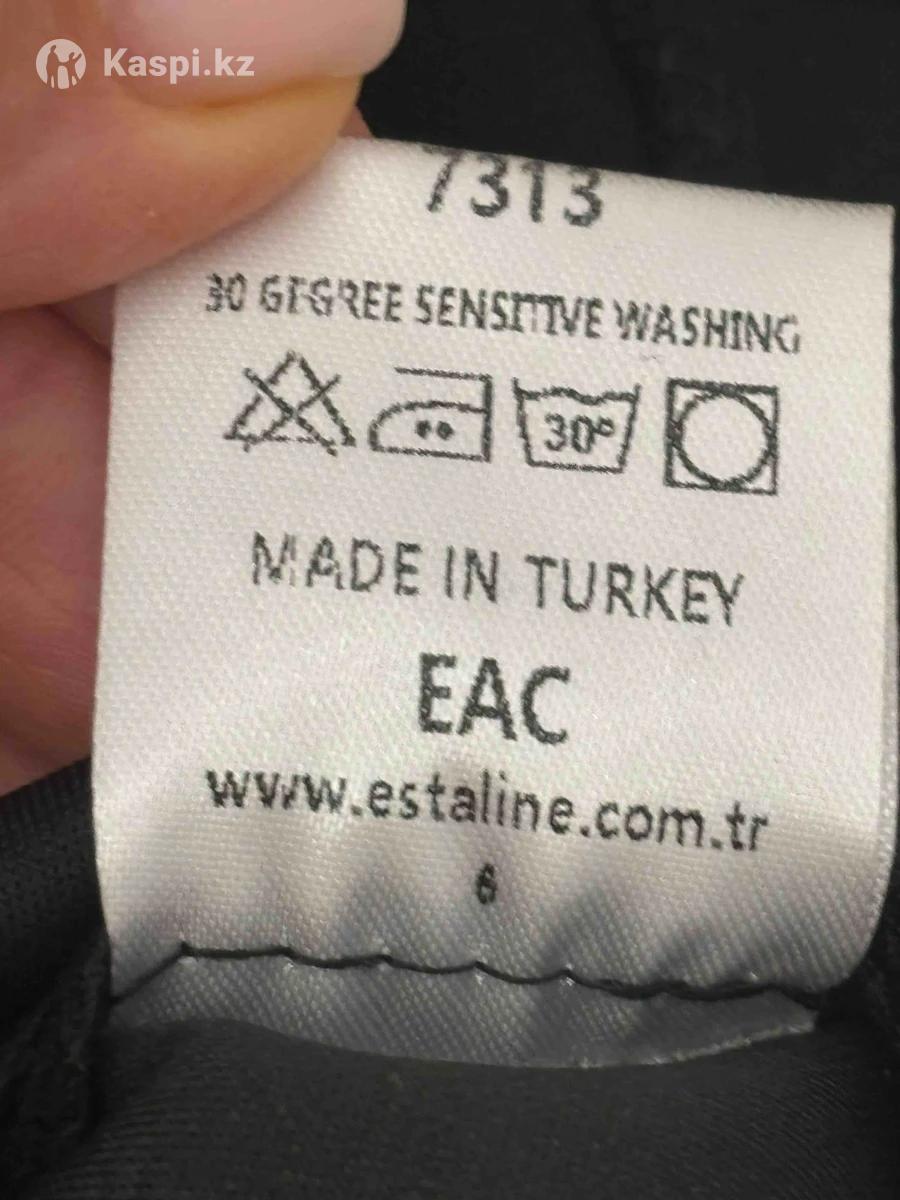 Kaspi.kz
7313
30 GEGREE SENSITIVE WASHING
30°
MADE IN TURKEY
EAC
www.estaline.com.tr
6